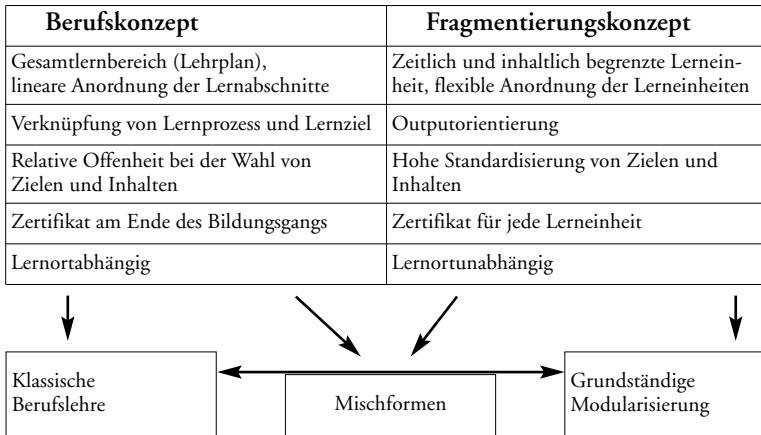 Berufskonzept
Fragmentierungskonzept
Gesamtlernbereich (Lehrplan),
lineare Anordnung der Lernabschnitte
Zeitlich und inhaltlich begrenzte Lernein-
heit, flexible Anordnung der Lerneinheiten
Verknüpfung von Lernprozess und Lernziel
Outputorientierung
Relative Offenheit bei der Wahl von
Zielen und Inhalten
Hohe Standardisierung von Zielen und
Inhalten
Zertifikat am Ende des Bildungsgangs
Zertifikat für jede Lerneinheit
Lernortabhängig
Lernortunabhängig
Klassische
Berufslehre
Mischformen
Grundständige
Modularisierung